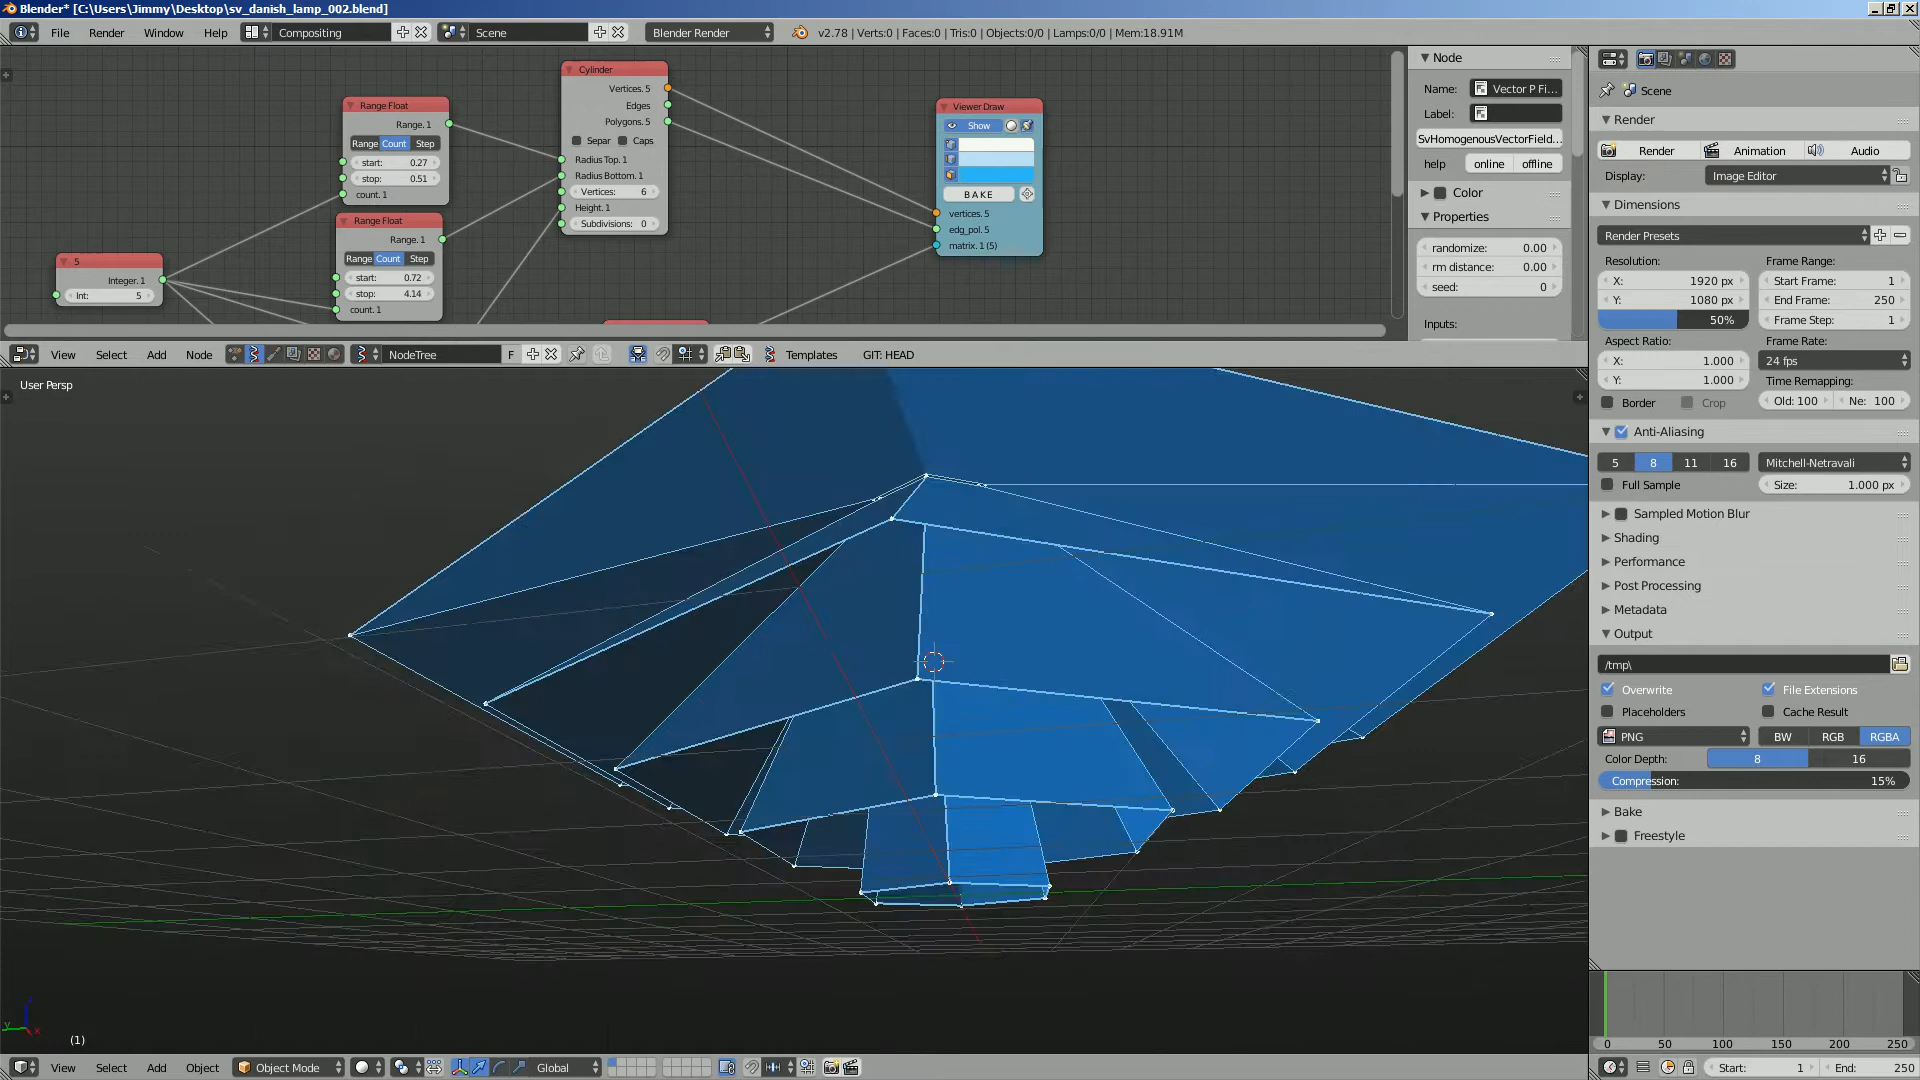 Blender* [C:\Users\Jimmy\Desktop\sv_danish_lamp_002.blend]
File Render Window Help Compositing Scene Blender Render v2.78 | Verts:0 | Faces:0 | Tris:0 | Objects:0/0 | Lamps:0/0 | Mem:18.91M
Range Float
Range. 1
Range Count Step
start: 0.27
stop: 0.51
count. 1
Range Float
Range. 1
Range Count Step
start: 0.72
stop: 4.14
count. 1
5
Integer. 1
Int: 5
Cylinder
Vertices. 5
Edges
Polygons. 5
Separ Caps
Radius Top. 1
Radius Bottom. 1
Vertices: 6
Height. 1
Subdivisions: 0
Viewer Draw
Show
BAKE
vertices. 5
edg_pol. 5
matrix. 1 (5)
Node
Name: Vector P Fi...
Label:
SvHomogenousVectorField...
help online offline
Color
Properties
randomize: 0.00
rm distance: 0.00
seed: 0
Inputs:
View Select Add Node NodeTree F Templates GIT: HEAD
User Persp
z
y
x
(1)
View Select Add Object Object Mode Global
Scene
Render
Render Animation Audio
Display: Image Editor
Dimensions
Render Presets
Resolution: Frame Range:
X: 1920 px Start Frame: 1
Y: 1080 px End Frame: 250
50% Frame Step: 1
Aspect Ratio: Frame Rate:
X: 1.000 24 fps
Y: 1.000 Time Remapping:
Border Crop Old: 100 Ne: 100
Anti-Aliasing
5 8 11 16 Mitchell-Netravali
Full Sample Size: 1.000 px
Sampled Motion Blur
Shading
Performance
Post Processing
Metadata
Output
/tmp\
Overwrite File Extensions
Placeholders Cache Result
PNG BW RGB RGBA
Color Depth: 8 16
Compression: 15%
Bake
Freestyle
0 50 100 150 200 250
Start: 1 End: 250